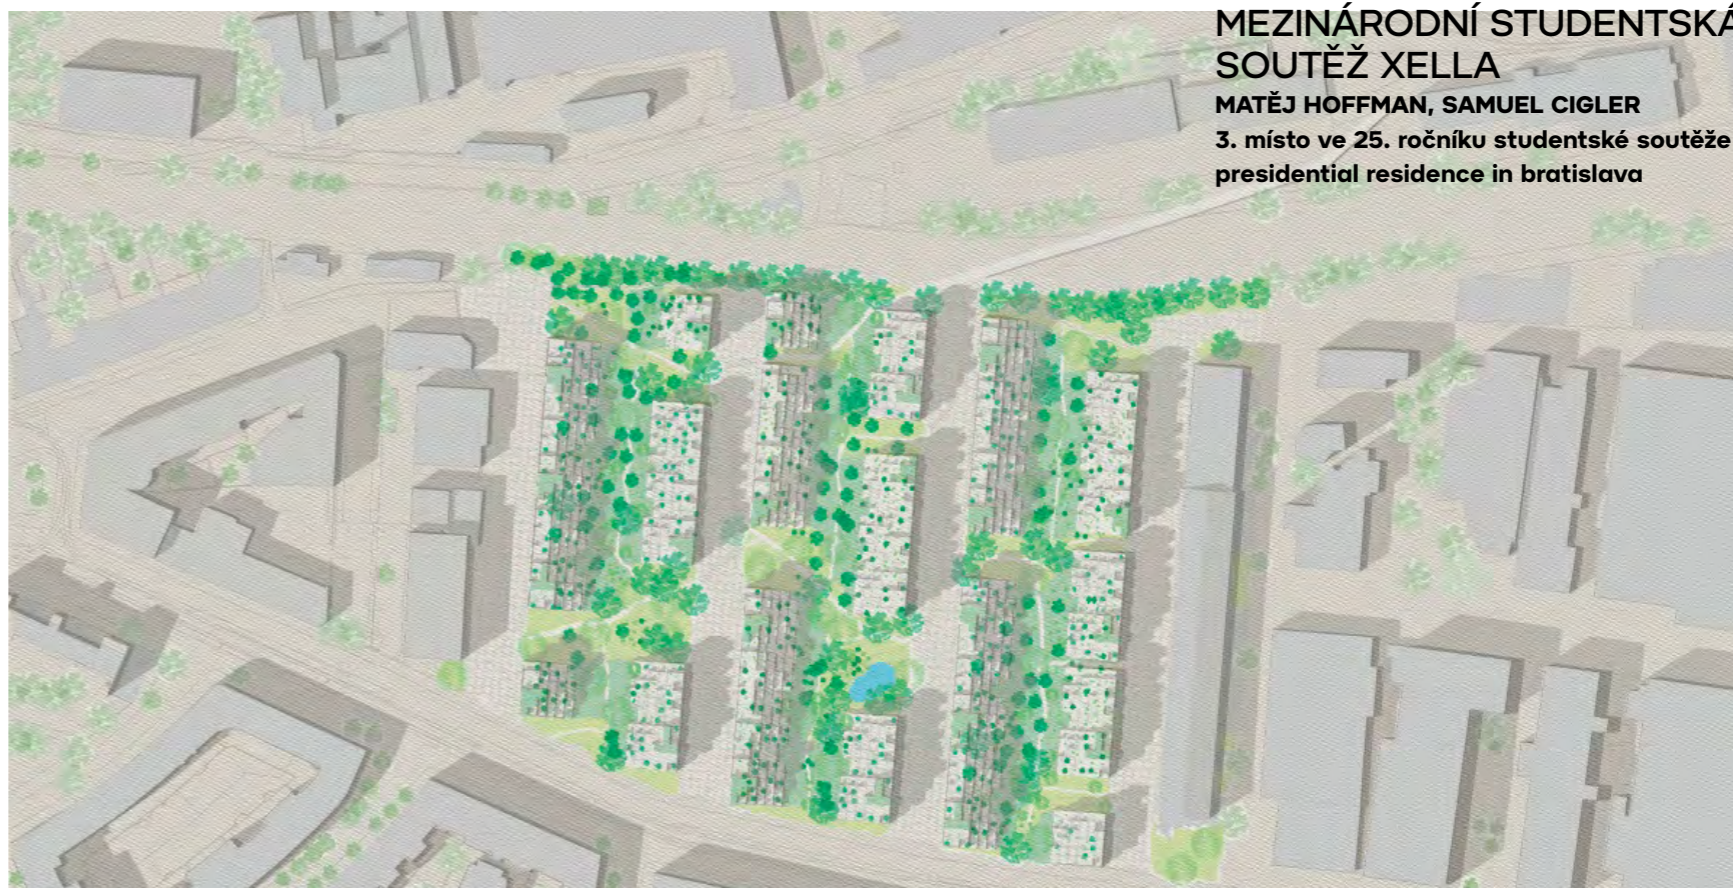 MEZINÁRODNÍ STUDENTSKÁ
SOUTĚŽ XELLA
MATĚJ HOFFMAN, SAMUEL CIGLER
3. místo ve 25. ročníku studentské soutěže
presidential residence in bratislava